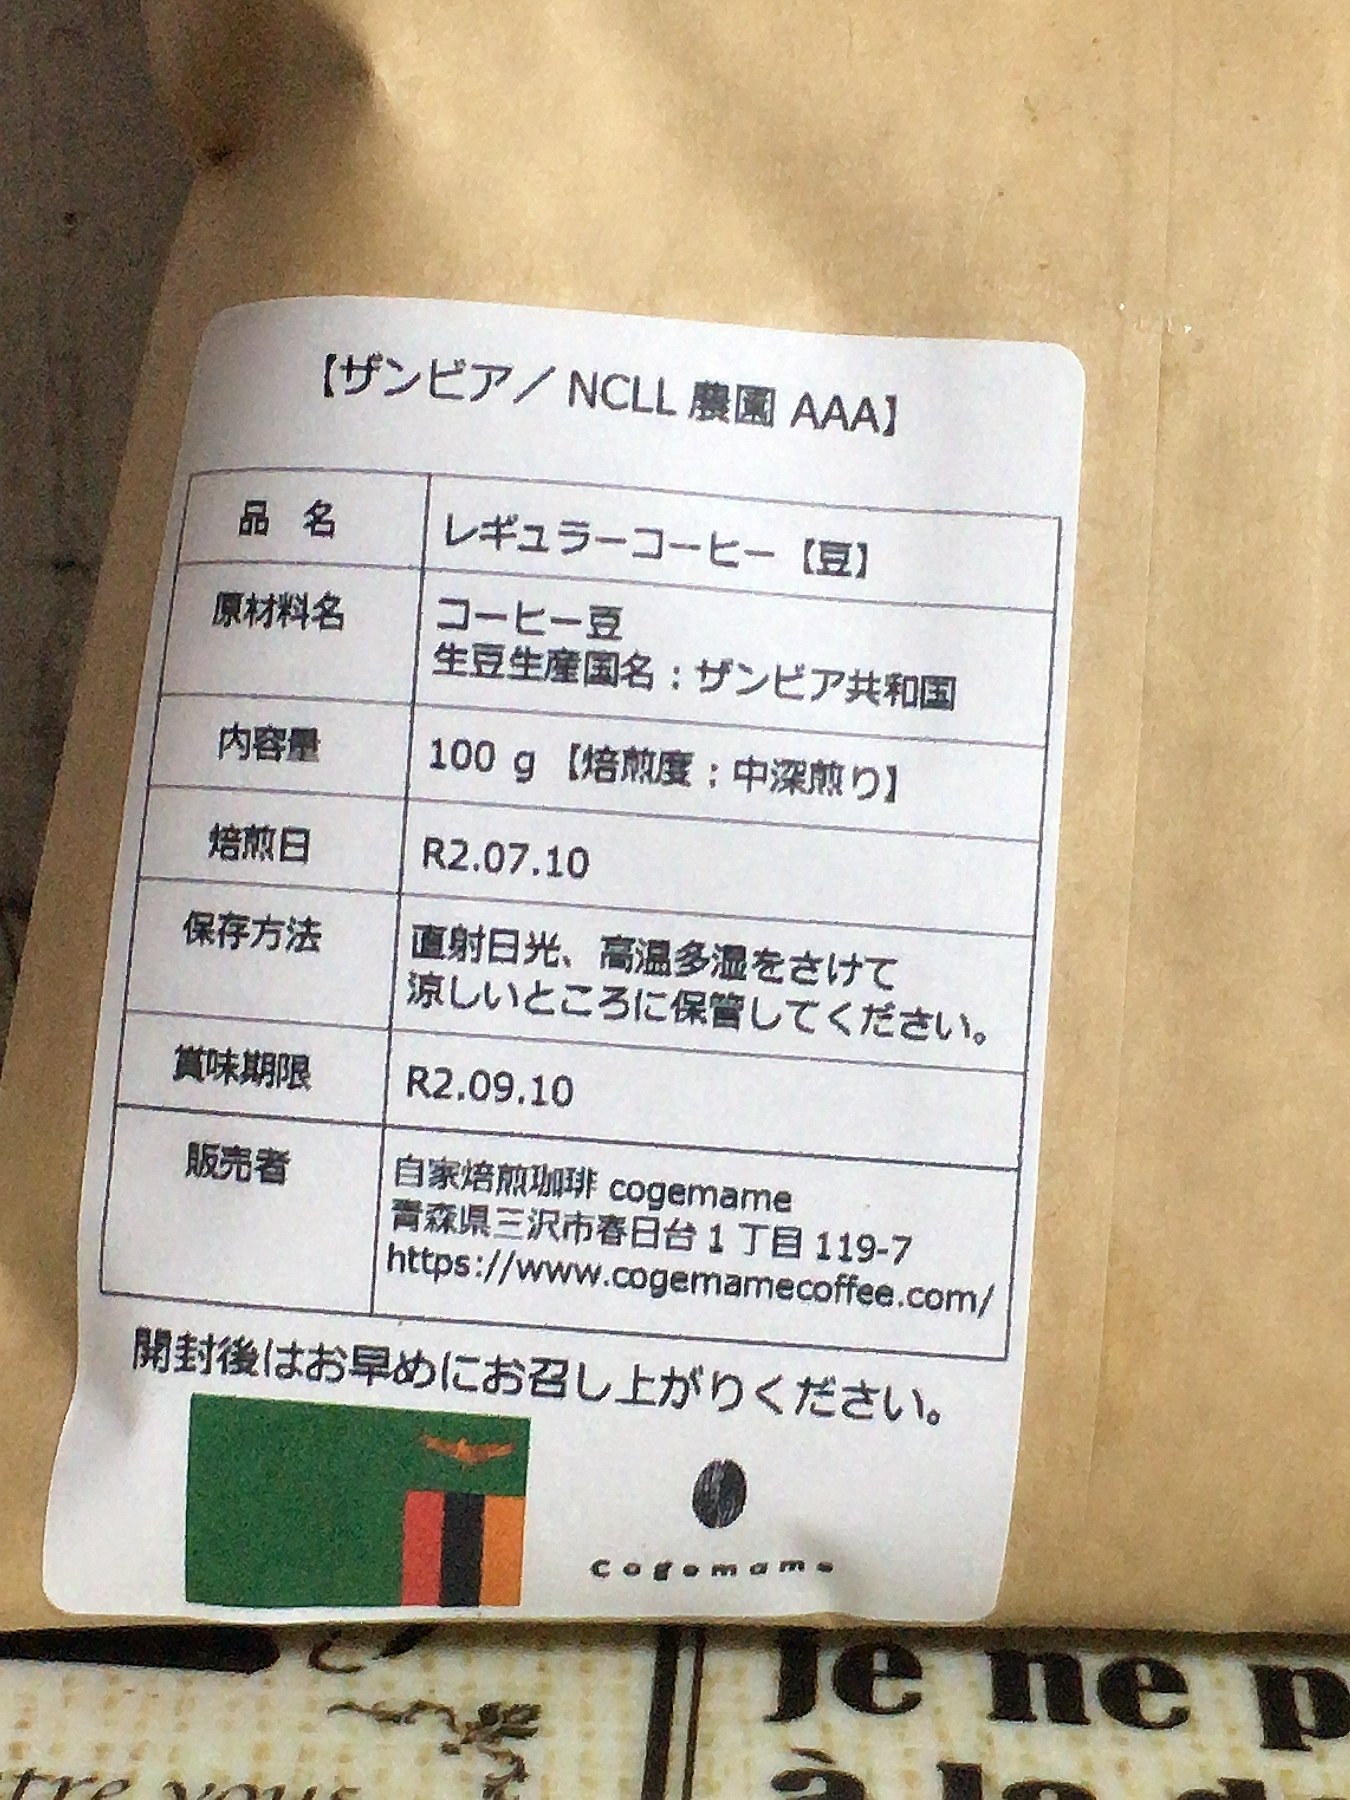 【ザンビア／NCLL 農園 AAA】
品 名 レギュラーコーヒー【豆】
原材料名 コーヒー豆
生豆生産国名：ザンビア共和国
内容量 100 g 【焙煎度；中深煎り】
焙煎日 R2.07.10
保存方法 直射日光、高温多湿をさけて
涼しいところに保管してください。
賞味期限 R2.09.10
販売者 自家焙煎珈琲 cogemame
青森県三沢市春日台 1 丁目 119-7
https://www.cogemamecoffee.com/
開封後はお早めにお召し上がりください。
cogemame
je ne p
à la d
tre vous